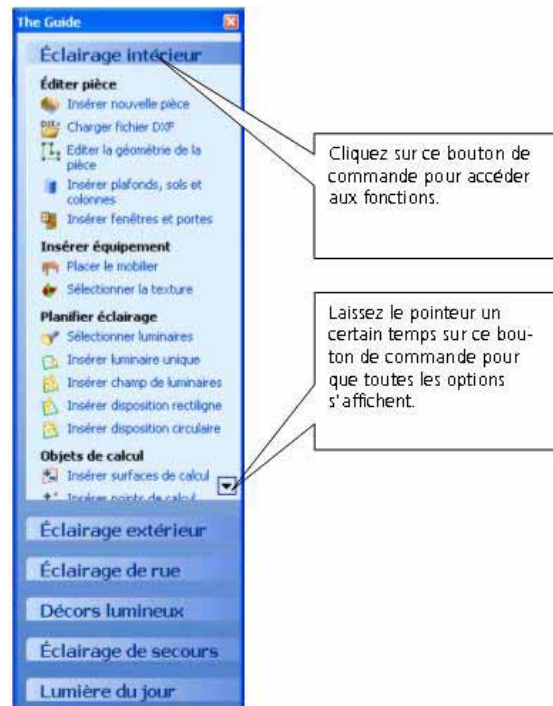 The Guide
Éclairage intérieur
Éditer pièce
Insérer nouvelle pièce
Charger fichier DXF
Editer la géométrie de la
pièce
Insérer plafonds, sols et
colonnes
Insérer fenêtres et portes
Insérer équipement
Placer le mobilier
Sélectionner la texture
Planifier éclairage
Sélectionner luminaires
Insérer luminaire unique
Insérer champ de luminaires
Insérer disposition rectiligne
Insérer disposition circulaire
Objets de calcul
Insérer surfaces de calcul
Insérer points de calcul
Éclairage extérieur
Éclairage de rue
Décors lumineux
Éclairage de secours
Lumière du jour
Cliquez sur ce bouton de
commande pour accéder
aux fonctions.
Laissez le pointeur un
certain temps sur ce bou-
ton de commande pour
que toutes les options
s'affichent.